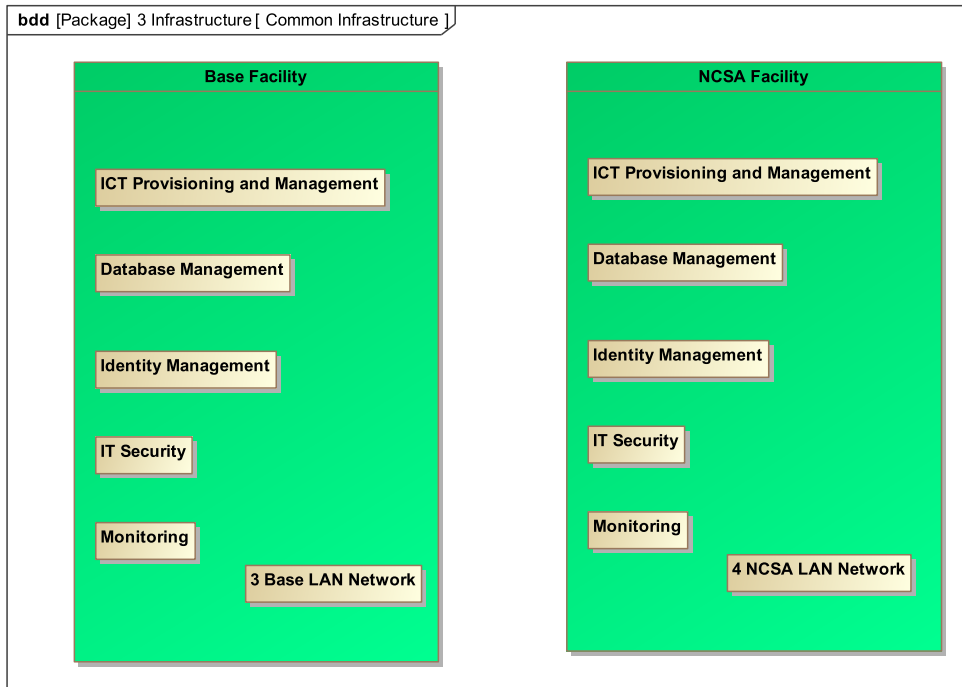 bdd [Package] 3 Infrastructure [ Common Infrastructure ]
Base Facility
ICT Provisioning and Management
Database Management
Identity Management
IT Security
Monitoring
3 Base LAN Network
NCSA Facility
ICT Provisioning and Management
Database Management
Identity Management
IT Security
Monitoring
4 NCSA LAN Network